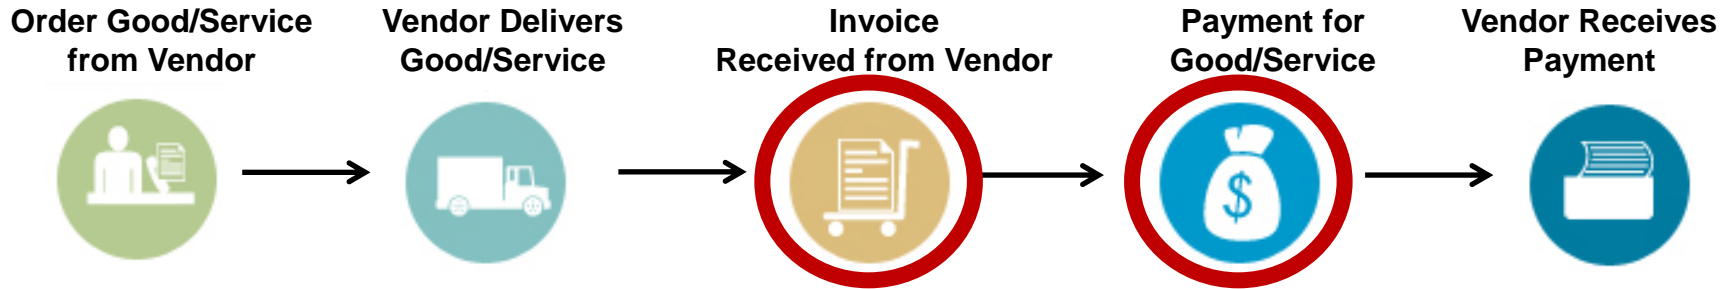 Order Good/Service
from Vendor
Vendor Delivers
Good/Service
Invoice
Received from Vendor
Payment for
Good/Service
Vendor Receives
Payment
$